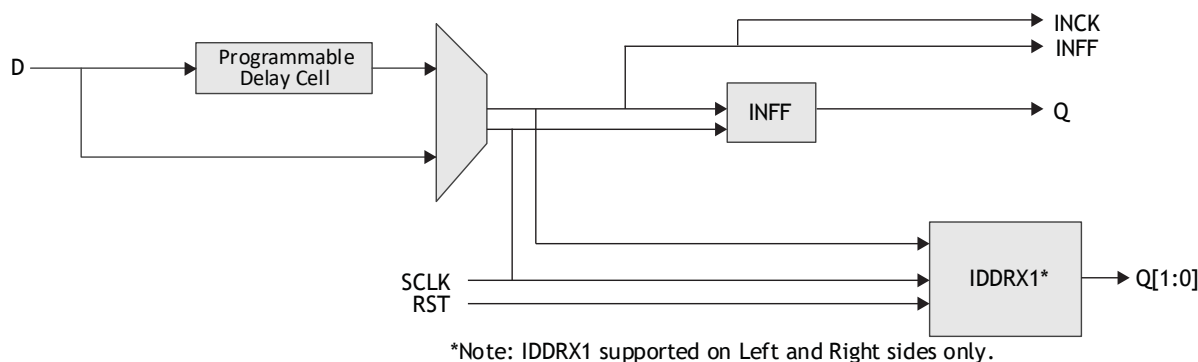 INCK
INFF
D
Programmable
Delay Cell
INFF
Q
SCLK
RST
IDDRX1*
Q[1:0]
*Note: IDDRX1 supported on Left and Right sides only.